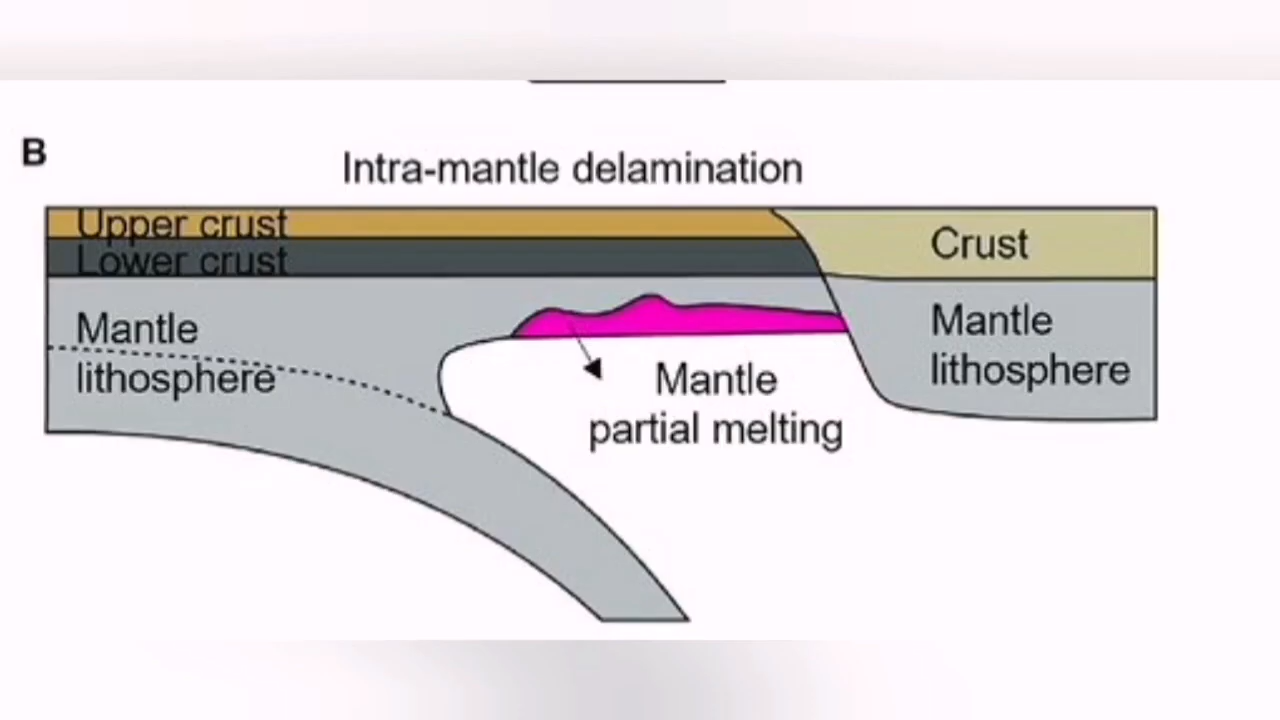 B
Intra-mantle delamination
Upper crust
Lower crust
Crust
Mantle
lithosphere
Mantle
partial melting
Mantle
lithosphere